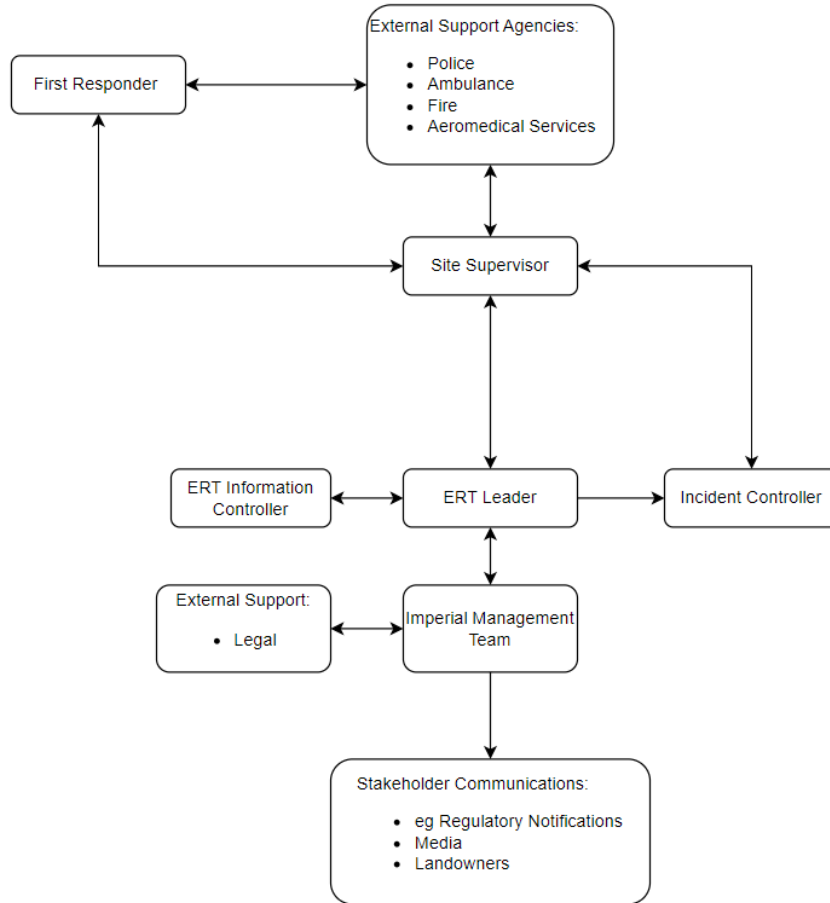 External Support Agencies:
• Police
• Ambulance
• Fire
• Aeromedical Services
First Responder
Site Supervisor
ERT Information
Controller
ERT Leader
Incident Controller
External Support:
• Legal
Imperial Management
Team
Stakeholder Communications:
• eg Regulatory Notifications
• Media
• Landowners